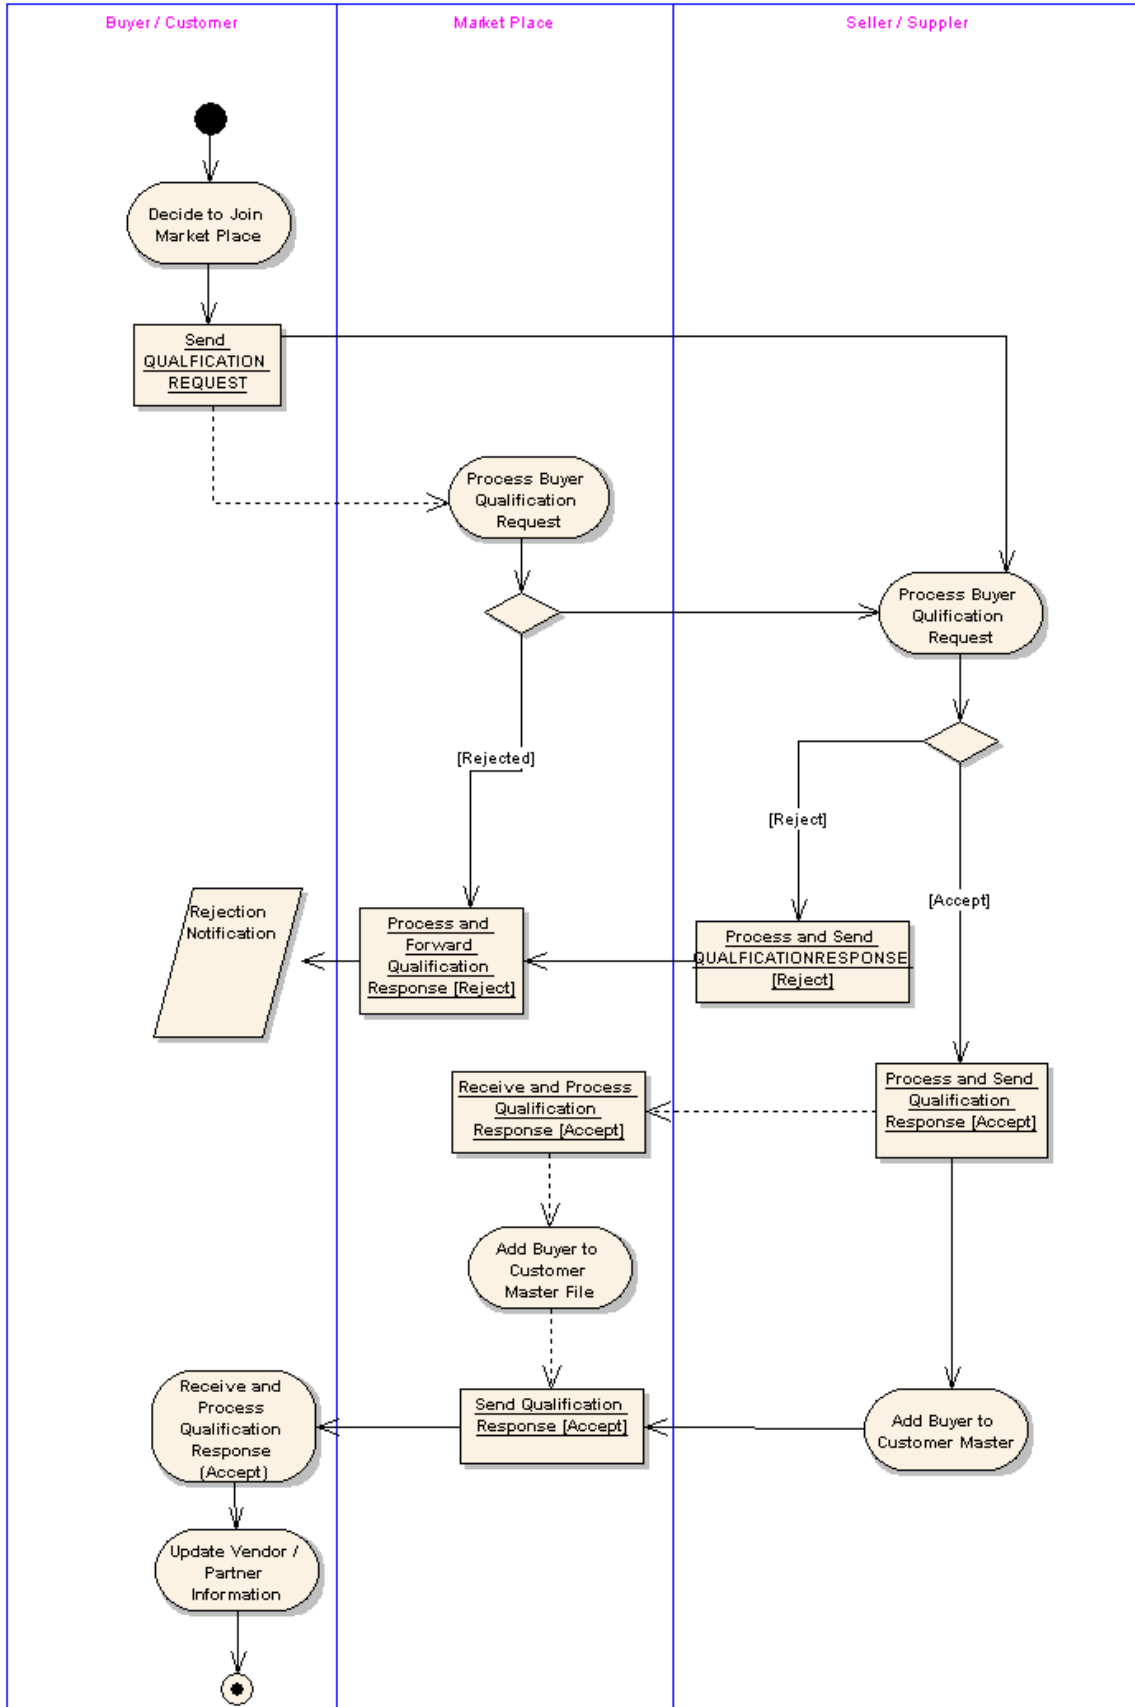 Buyer / Customer
Market Place
Seller / Suppler
Decide to Join
Market Place
Send
QUALFICATION
REQUEST
Process Buyer
Qualification
Request
Process Buyer
Qulification
Request
[Rejected]
[Reject]
[Accept]
Rejection
Notification
Process and
Forward
Qualification
Response [Reject]
Process and Send
QUALFICATIONRESPONSE
[Reject]
Receive and Process
Qualification
Response [Accept]
Process and Send
Qualification
Response [Accept]
Add Buyer to
Customer
Master File
Receive and
Process
Qualification
Response
(Accept)
Send Qualification
Response [Accept]
Add Buyer to
Customer Master
Update Vendor /
Partner
Information